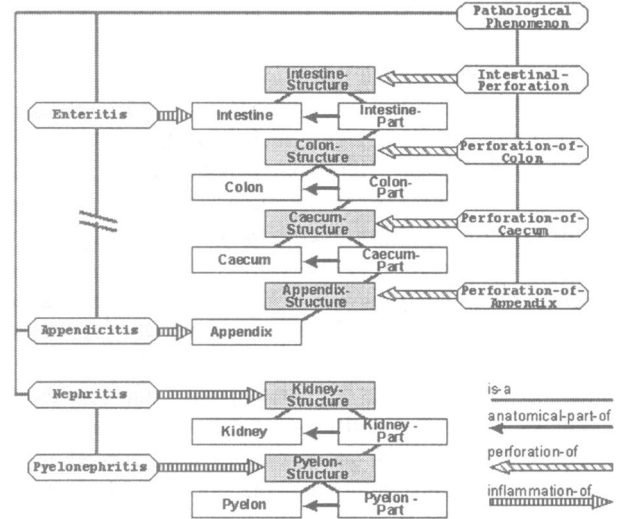 Pathological
Phenomenon
Intestine-
Structure
Intestinal-
Perforation
Enteritis
Intestine
Intestine-
Part
Colon-
Structure
Perforation-of-
Colon
Colon
Colon-
Part
Caecum-
Structure
Perforation-of-
Caecum
Caecum
Caecum-
Part
Appendix-
Structure
Perforation-of-
Appendix
Appendicitis
Appendix
Nephritis
Kidney-
Structure
is-a
anatomical-part-of
Kidney
Kidney -
Part
perforation-of
Pyelonephritis
Pyelon-
Structure
inflammation-of
Pyelon
Pyelon -
Part